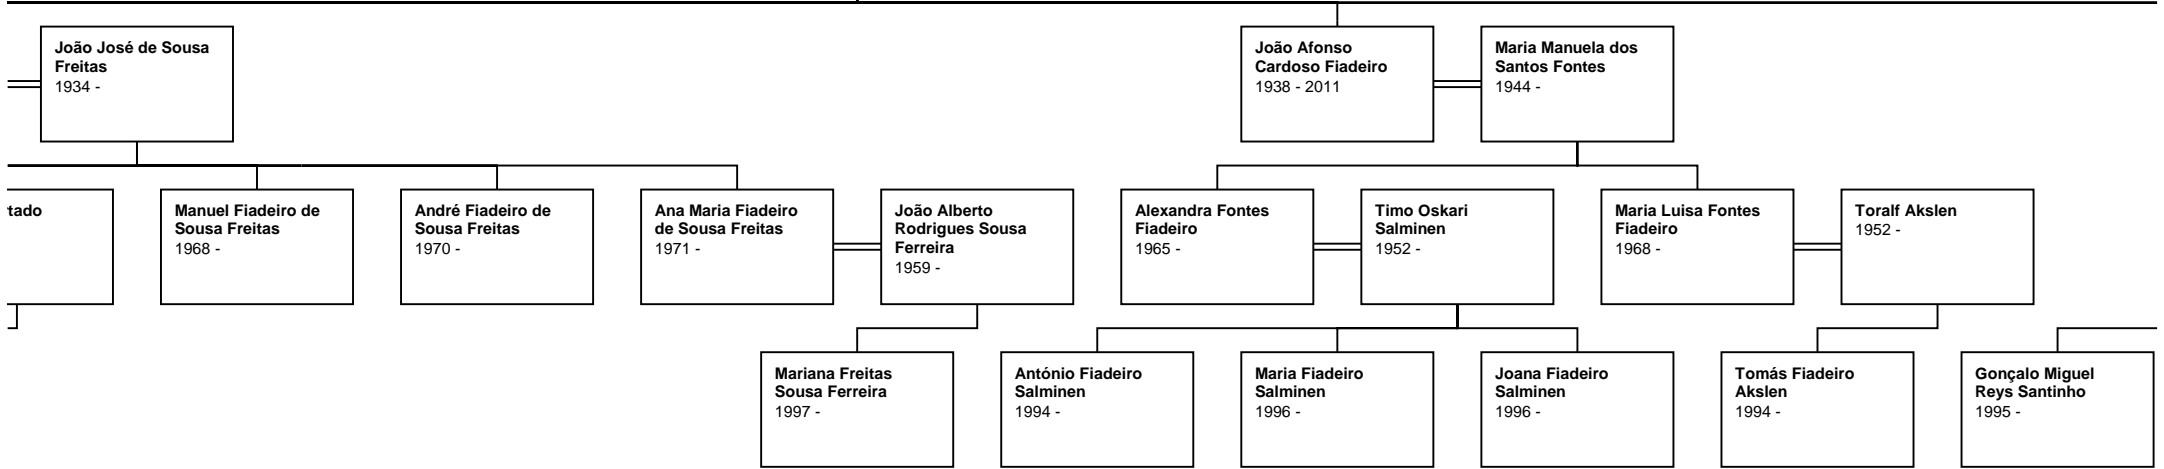 João José de Sousa
Freitas
1934 -
João Afonso
Cardoso Fiadeiro
1938 - 2011
Maria Manuela dos
Santos Fontes
1944 -
Manuel Fiadeiro de
Sousa Freitas
1968 -
André Fiadeiro de
Sousa Freitas
1970 -
Ana Maria Fiadeiro
de Sousa Freitas
1971 -
João Alberto
Rodrigues Sousa
Ferreira
1959 -
Alexandra Fontes
Fiadeiro
1965 -
Timo Oskari
Salminen
1952 -
Maria Luisa Fontes
Fiadeiro
1968 -
Toralf Akslen
1952 -
Mariana Freitas
Sousa Ferreira
1997 -
António Fiadeiro
Salminen
1994 -
Maria Fiadeiro
Salminen
1996 -
Joana Fiadeiro
Salminen
1996 -
Tomás Fiadeiro
Akslen
1994 -
Gonçalo Miguel
Reys Santinho
1995 -